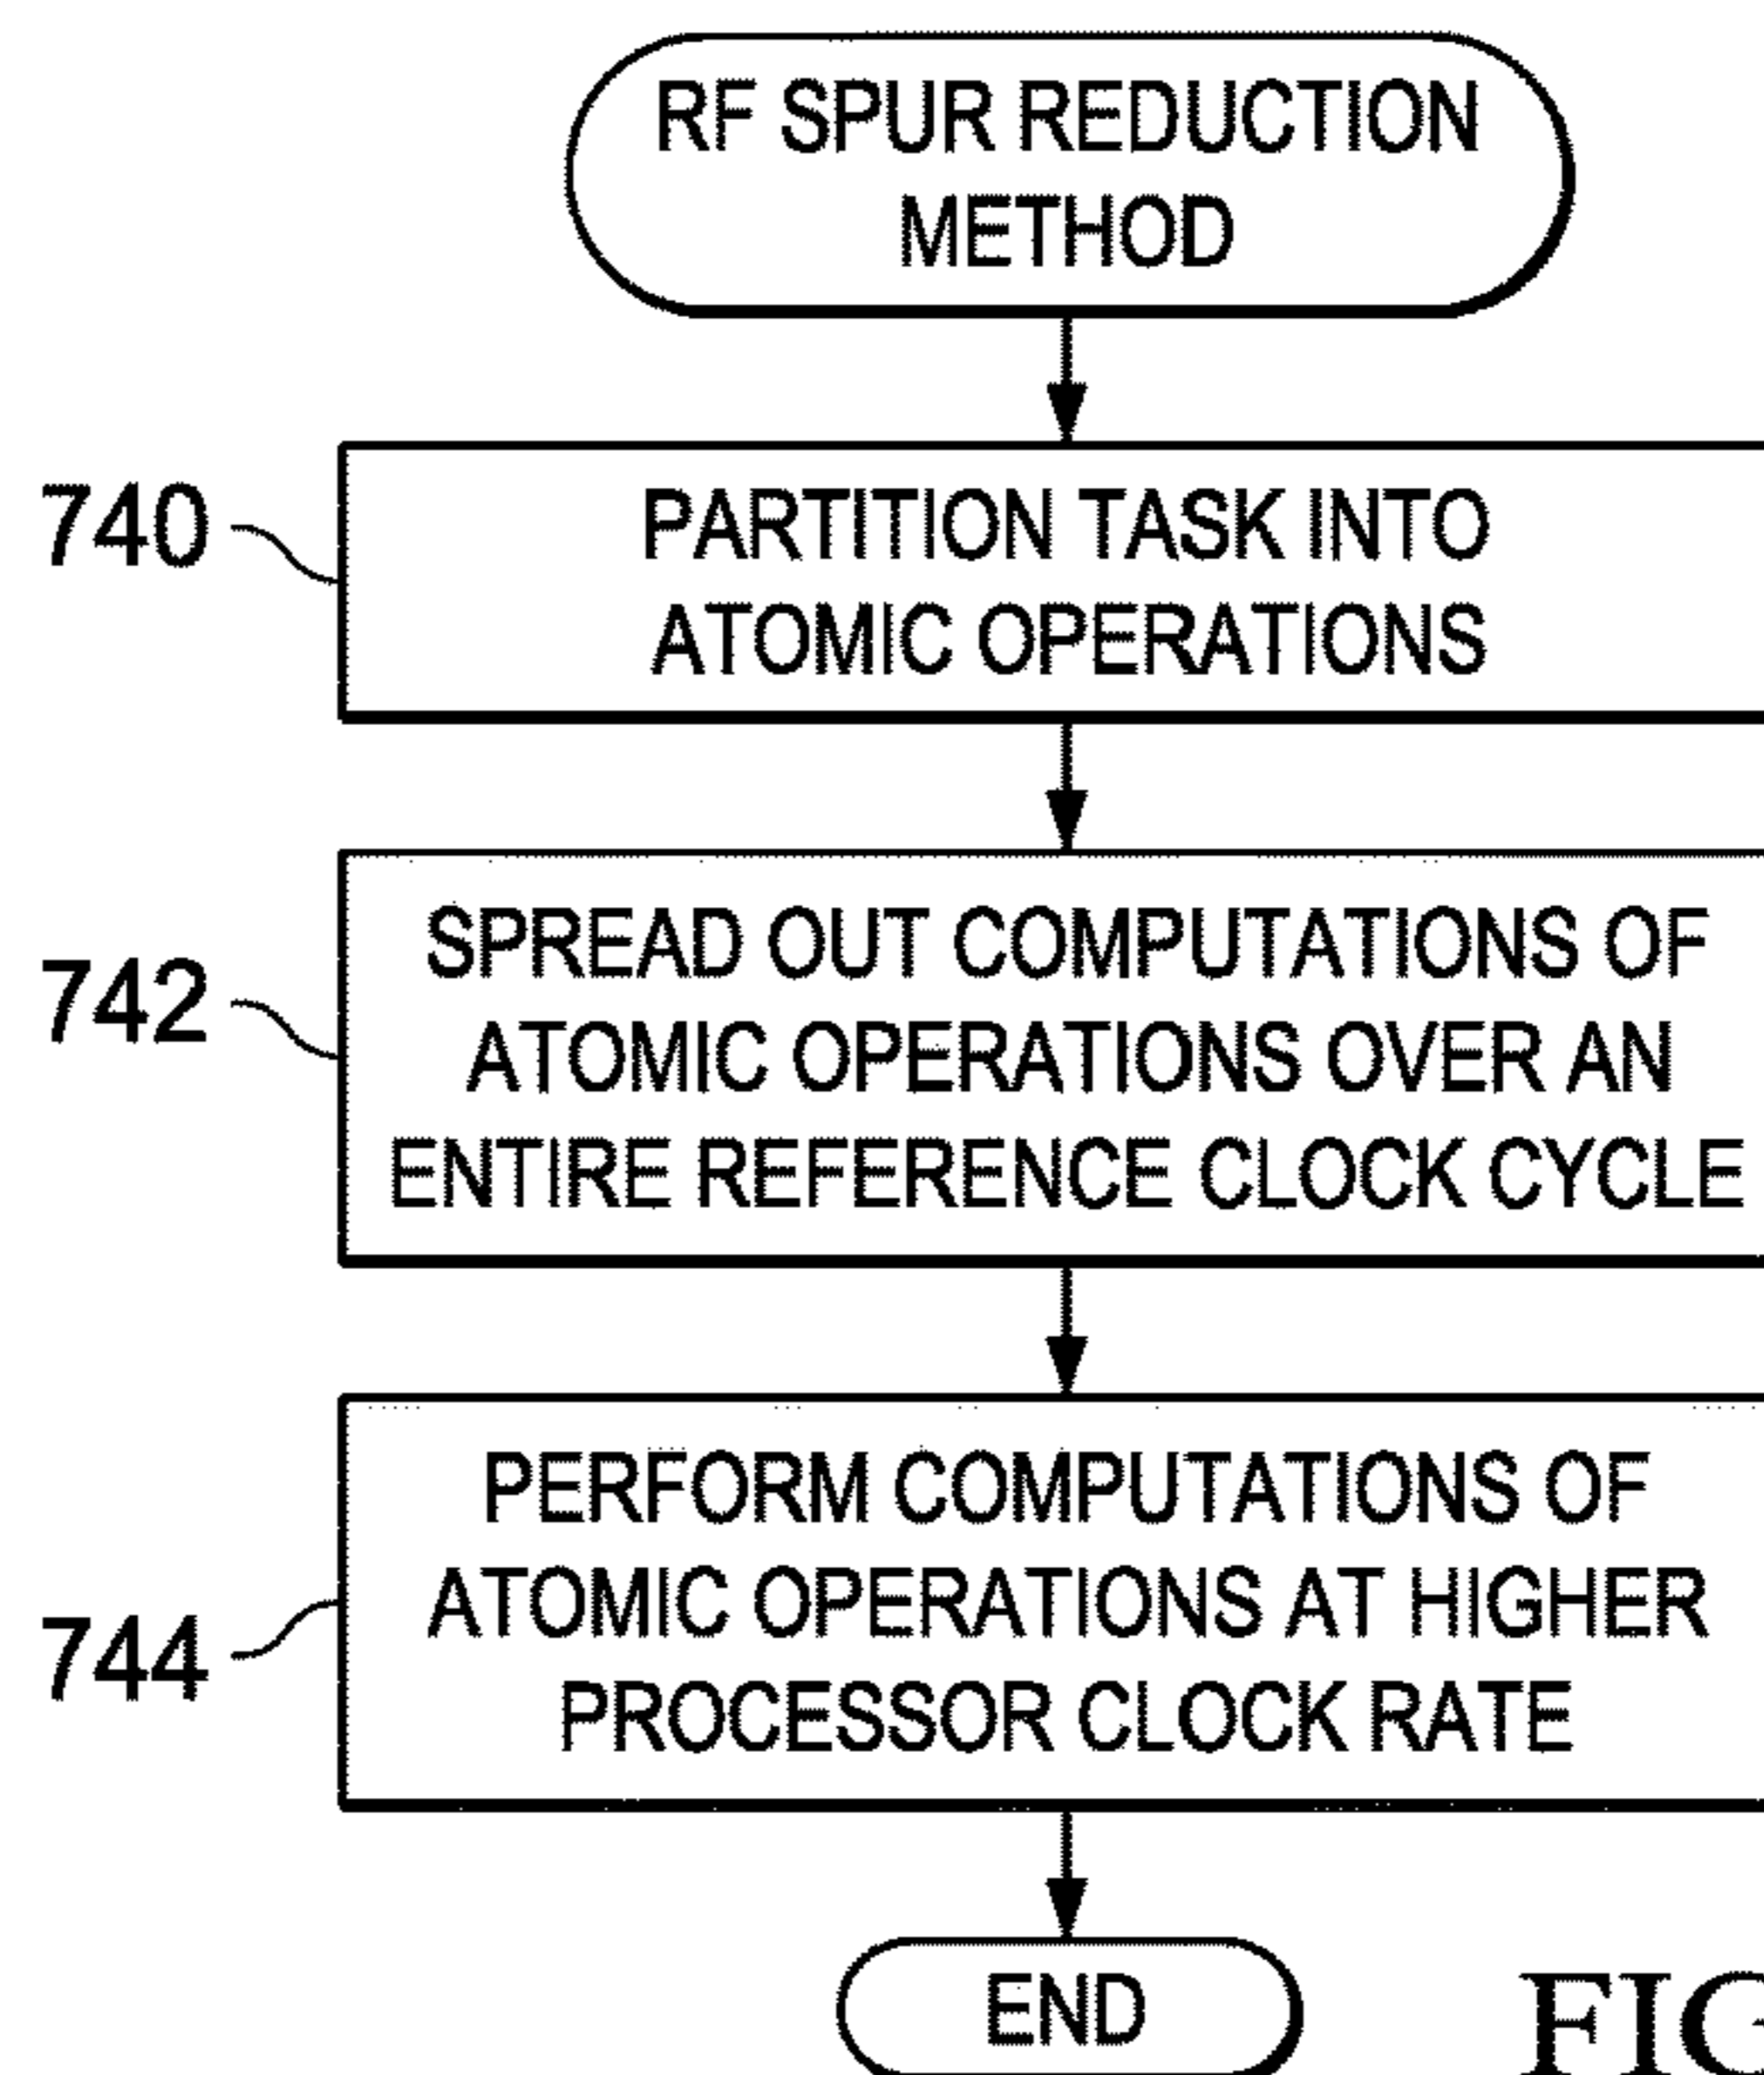 RF SPUR REDUCTION
METHOD
740
PARTITION TASK INTO
ATOMIC OPERATIONS
742
SPREAD OUT COMPUTATIONS OF
ATOMIC OPERATIONS OVER AN
ENTIRE REFERENCE CLOCK CYCLE
744
PERFORM COMPUTATIONS OF
ATOMIC OPERATIONS AT HIGHER
PROCESSOR CLOCK RATE
END